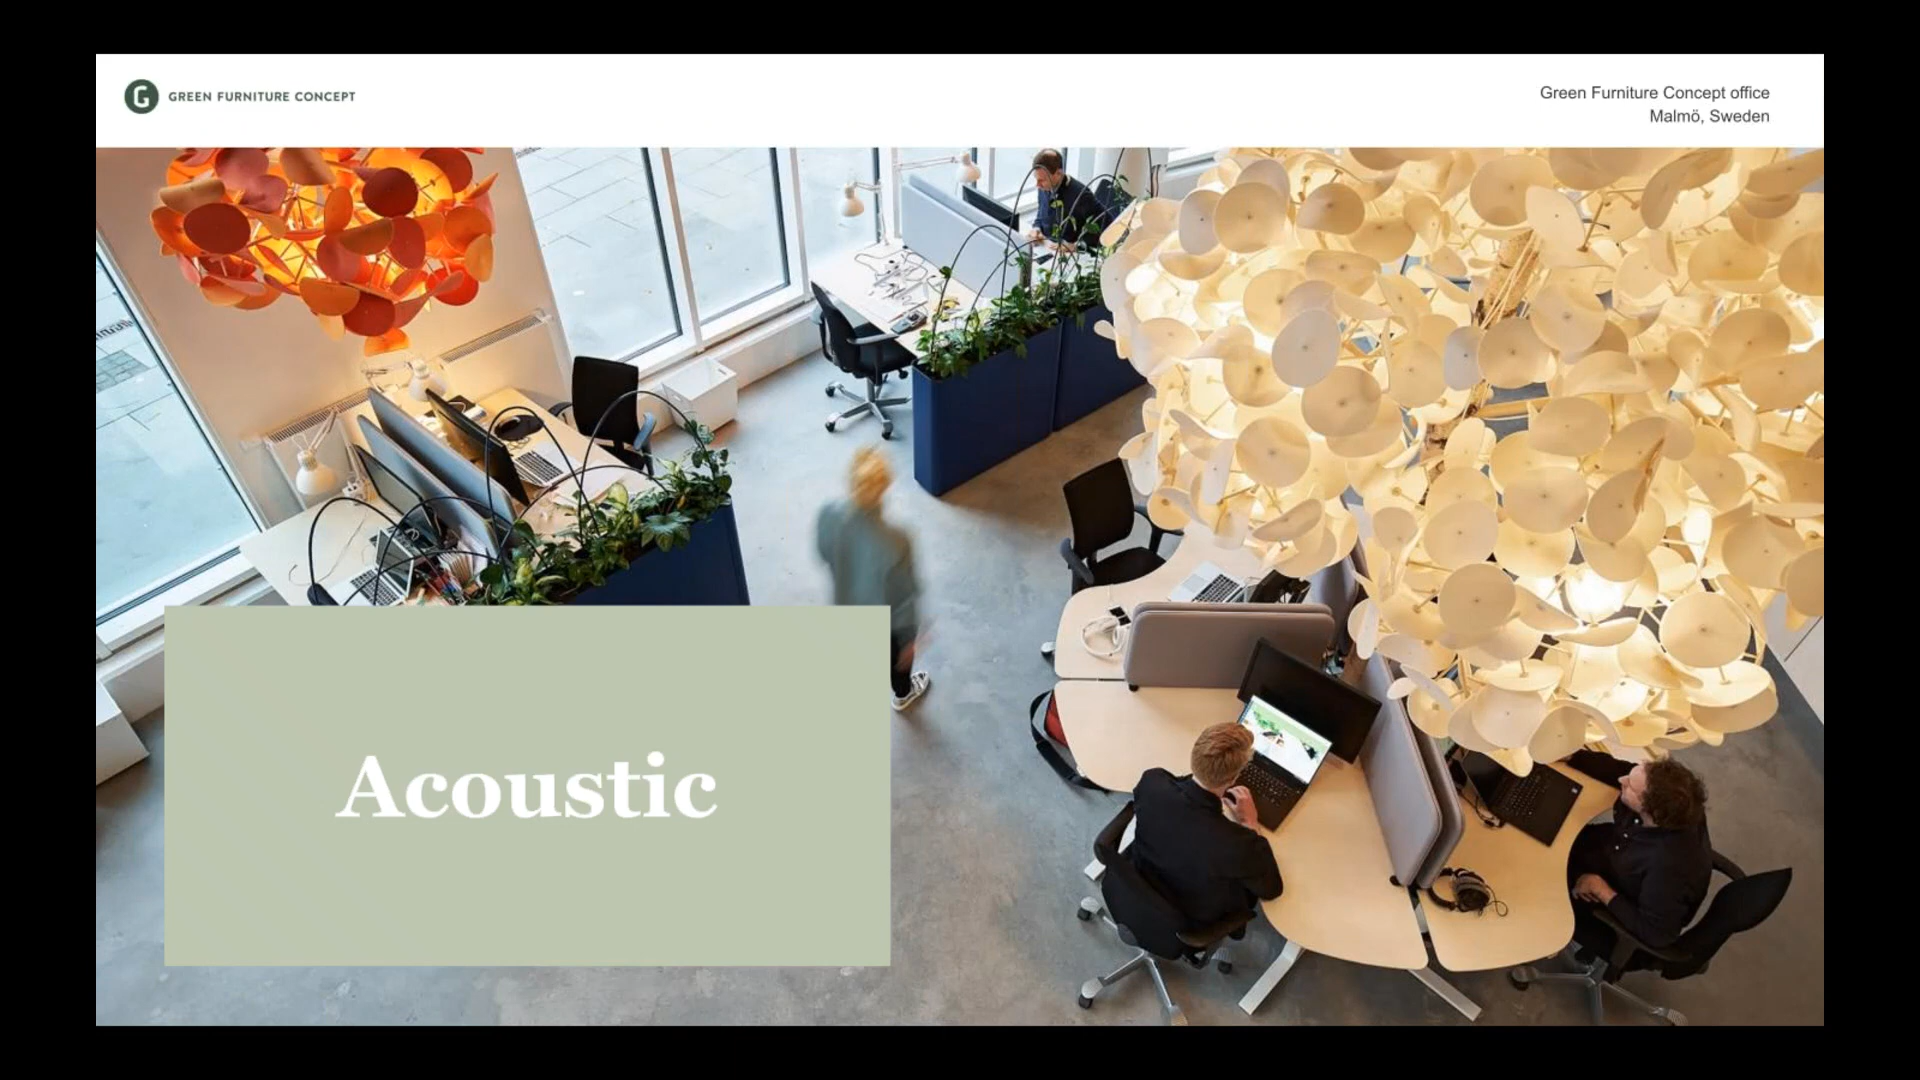 GREEN FURNITURE CONCEPT
Green Furniture Concept office
Malmö, Sweden
Acoustic